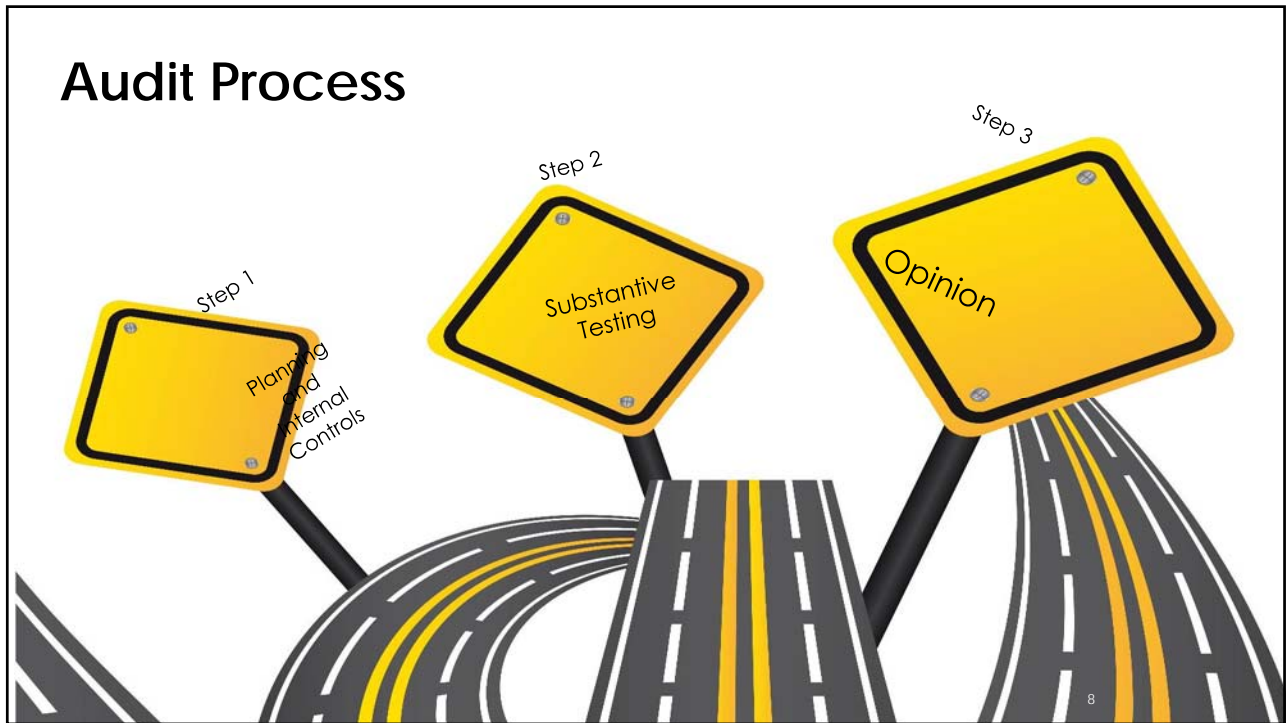 Audit Process
Step 1
Planning
and
Internal
Controls
Step 2
Substantive
Testing
Step 3
Opinion
8